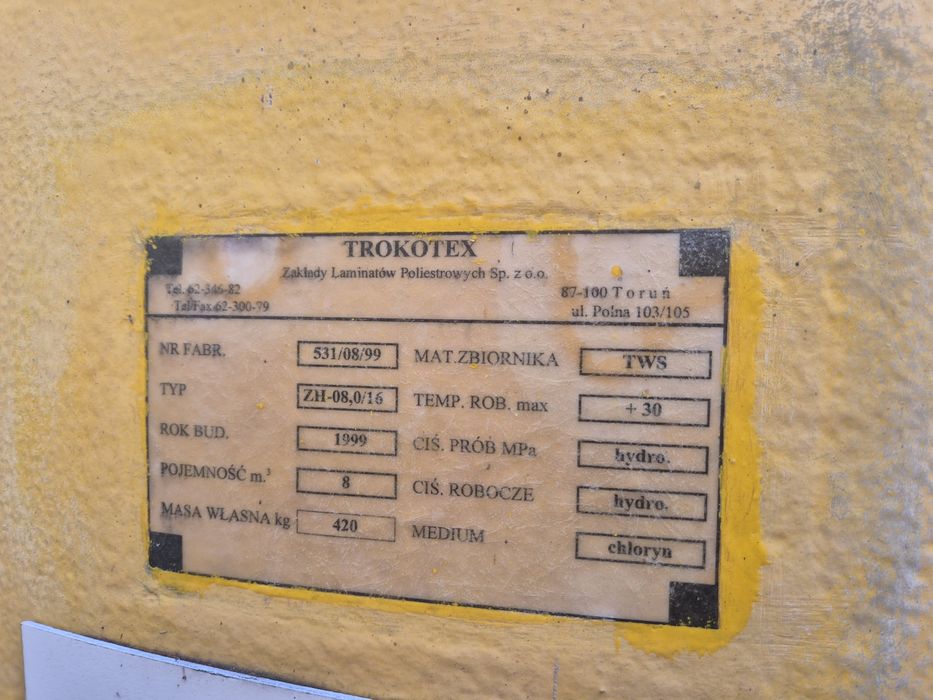 TROKOTEX
Zakłady Laminatów Poliestrowych Sp. z o.o.
Tel. 62-346-82
Tal/Fax 62-300-79
87-100 Toruń
ul. Polna 103/105
NR FABR. 531/08/99
TYP ZH-08,0/16
ROK BUD. 1999
POJEMNOŚĆ m.³ 8
MASA WŁASNA kg 420
MAT.ZBIORNIKA TWS
TEMP. ROB. max + 30
CIŚ. PRÓB MPa hydro.
CIŚ. ROBOCZE hydro.
MEDIUM chloryn